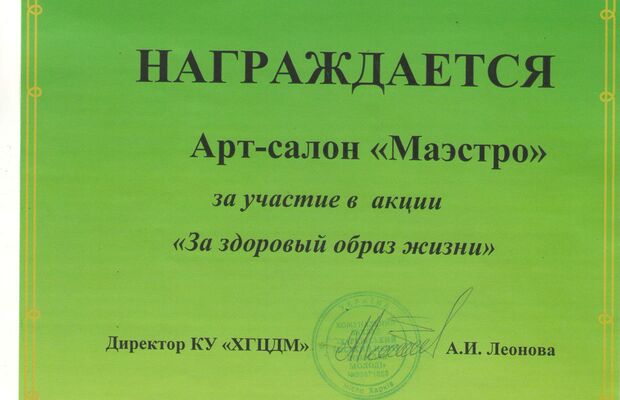 НАГРАЖДАЕТСЯ
Арт-салон «Маэстро»
за участие в акции
«За здоровый образ жизни»
Директор КУ «ХГЦДМ»
А.И. Леонова